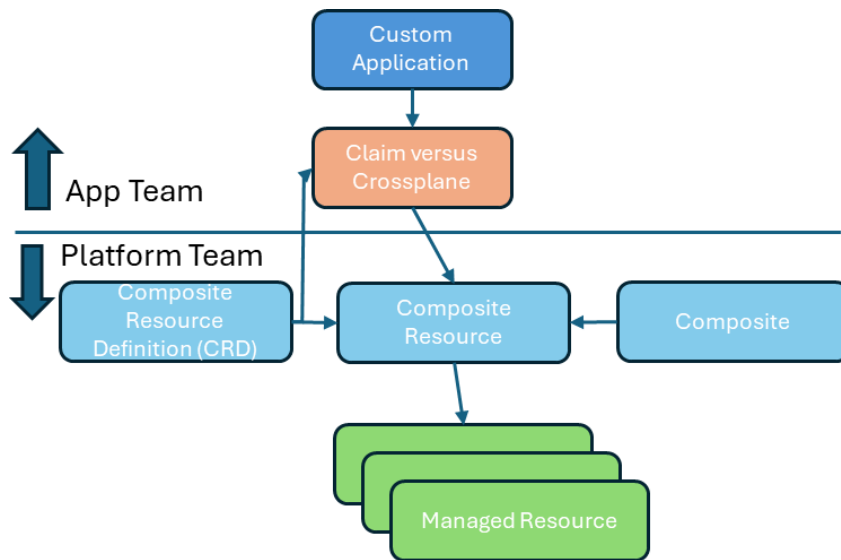 Custom
Application
Claim versus
Crossplane
App Team
Platform Team
Composite
Resource
Definition (CRD)
Composite
Resource
Composite
Managed Resource